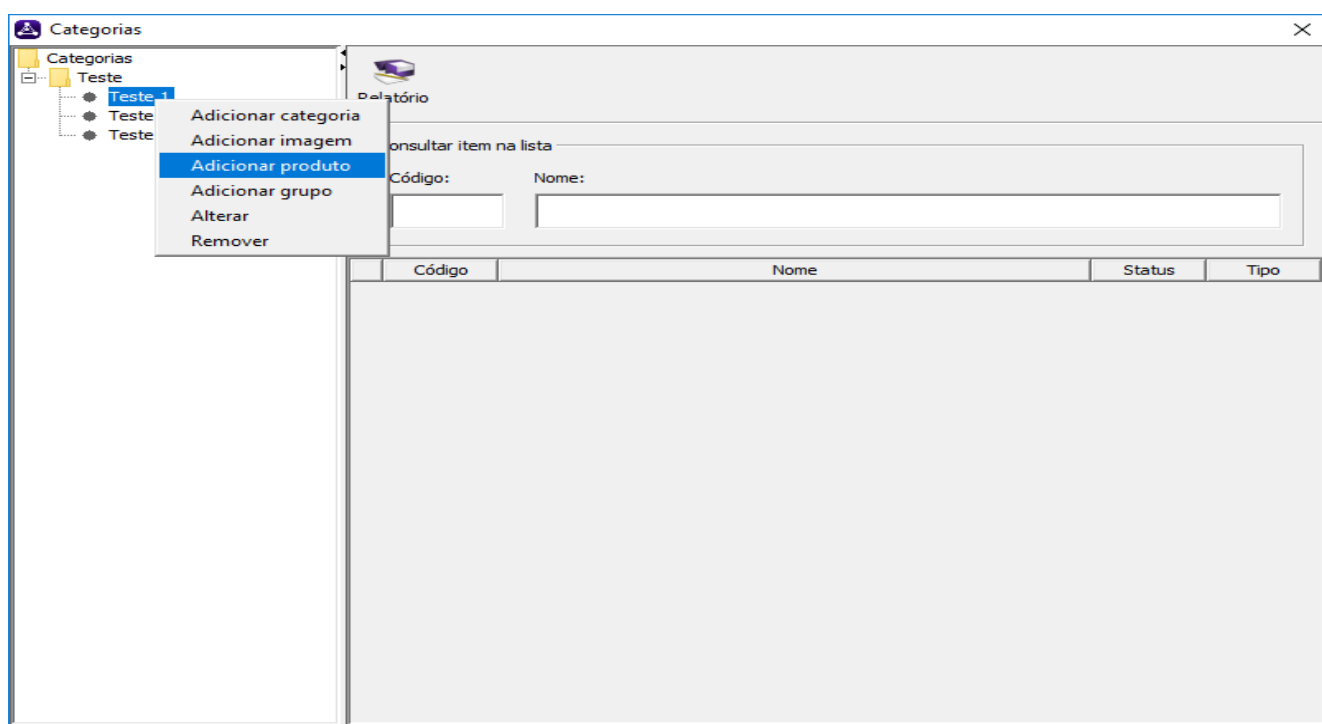 Categorias
Categorias
Teste
Teste 1
Teste
Teste
Adicionar categoria
Adicionar imagem
Adicionar produto
Adicionar grupo
Alterar
Remover
Relatório
onsultar item na lista
Código: Nome:
Código Nome Status Tipo